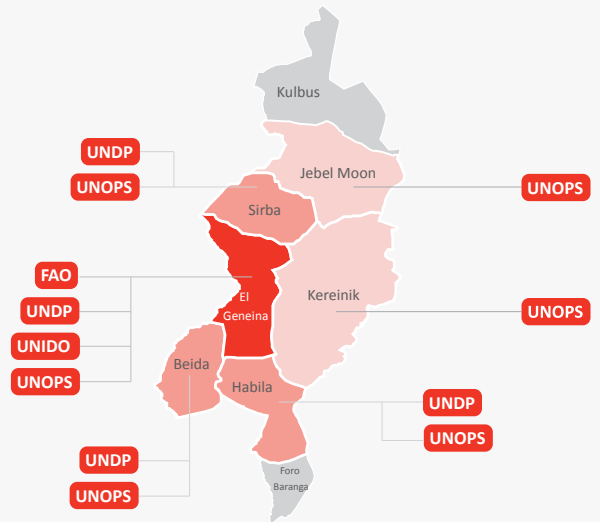 Kulbus
UNDP
UNOPS
Jebel Moon
UNOPS
Sirba
FAO
UNDP
UNIDO
UNOPS
El
Geneina
Kereinik
UNOPS
Beida
Habila
UNDP
UNOPS
UNDP
UNOPS
Foro
Baranga